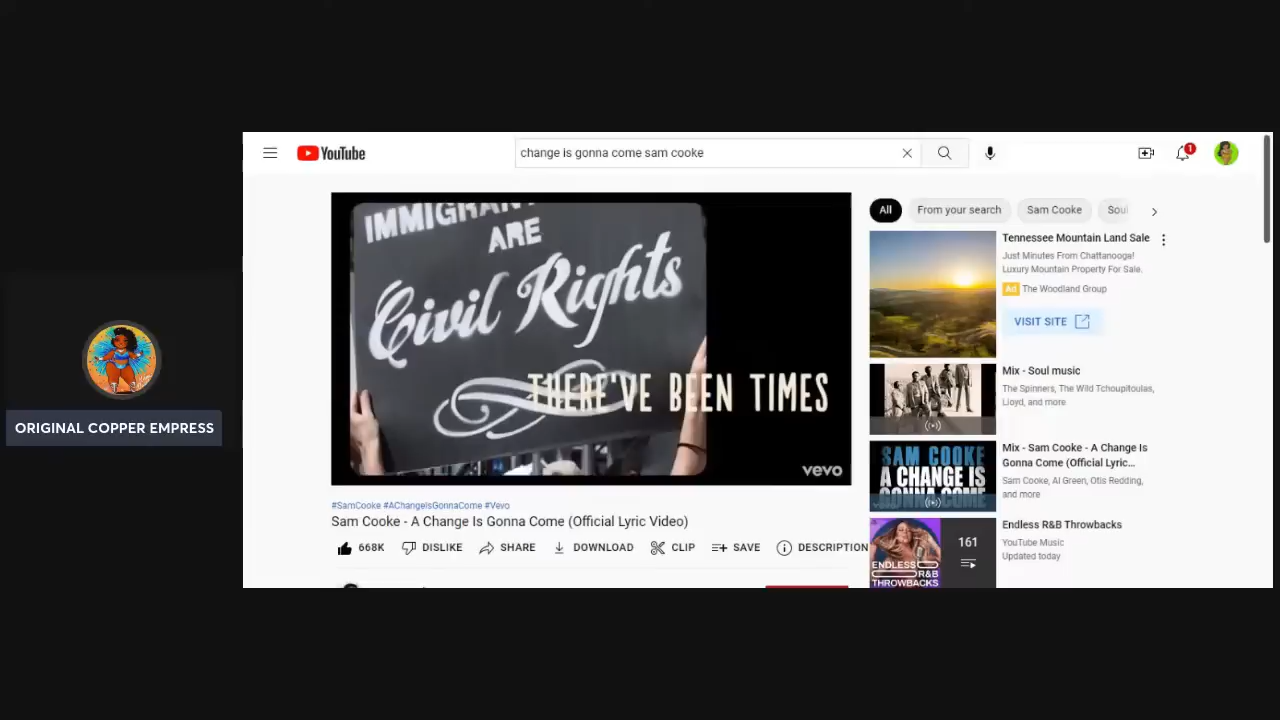 YouTube
change is gonna come sam cooke
1
ARE
Civil Rights
THERE'VE BEEN TIMES
vevo
#SamCooke #AChangeIsGonnaCome #Vevo
Sam Cooke - A Change Is Gonna Come (Official Lyric Video)
668K DISLIKE SHARE DOWNLOAD CLIP SAVE DESCRIPTION
All From your search Sam Cooke Soul
Tennessee Mountain Land Sale
Just Minutes From Chattanooga!
Luxury Mountain Property For Sale.
Ad The Woodland Group
VISIT SITE
Mix - Soul music
The Spinners, The Wild Tchoupitoulas,
Lloyd, and more
SAM COOKE
A CHANGE IS
GONNA COME
Mix - Sam Cooke - A Change Is
Gonna Come (Official Lyric...
Sam Cooke, Al Green, Otis Redding,
and more
ENDLESS
R&B
THROWBACKS
161
Endless R&B Throwbacks
YouTube Music
Updated today
ORIGINAL COPPER EMPRESS